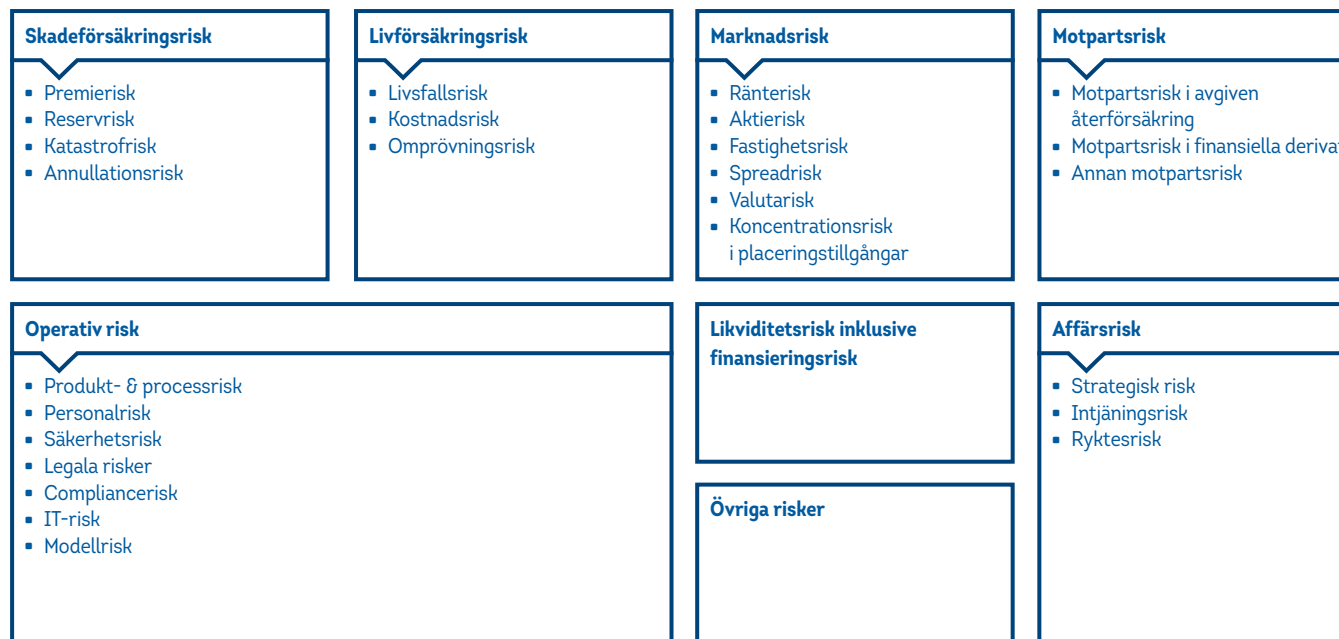 Skadeförsäkringsrisk
Premierisk
Reservrisk
Katastrofrisk
Annullationsrisk
Livförsäkringsrisk
Livsfallsrisk
Kostnadsrisk
Omprövningsrisk
Marknadsrisk
Ränterisk
Aktierisk
Fastighetsrisk
Spreadrisk
Valutarisk
Koncentrationsrisk
i placeringstillgångar
Motpartsrisk
Motpartsrisk i avgiven
återförsäkring
Motpartsrisk i finansiella
Annan motpartsrisk
Operativ risk
Produkt- & processrisk
Personalrisk
Säkerhetsrisk
Legala risker
Compliancerisk
IT-risk
Modellrisk
Likviditetsrisk inklusive
finansieringsrisk
Övriga risker
Affärsrisk
Strategisk risk
Intjäningsrisk
Ryktesrisk